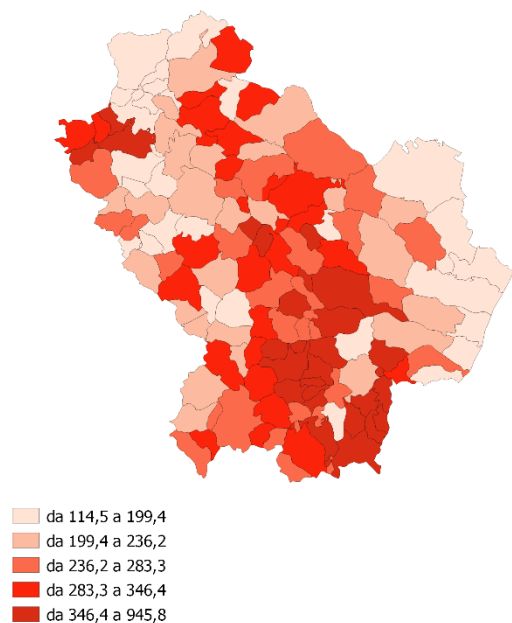 da 114,5 a 199,4
da 199,4 a 236,2
da 236,2 a 283,3
da 283,3 a 346,4
da 346,4 a 945,8